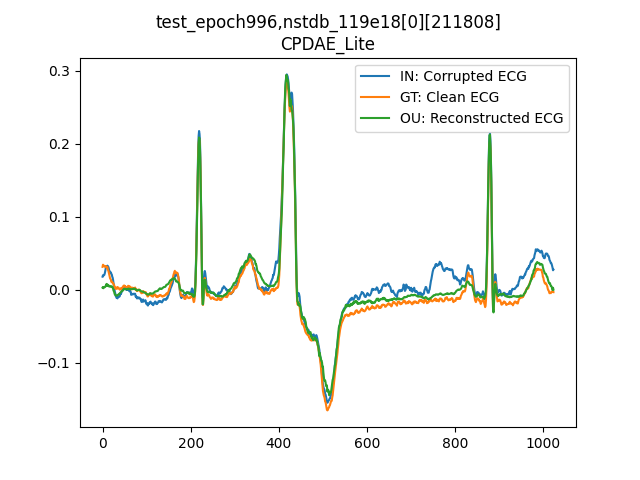 test_epoch996,nstdb_119e18[0][211808]
CPDAE_Lite
IN: Corrupted ECG
GT: Clean ECG
OU: Reconstructed ECG
0.3
0.2
0.1
0.0
−0.1
0 200 400 600 800 1000